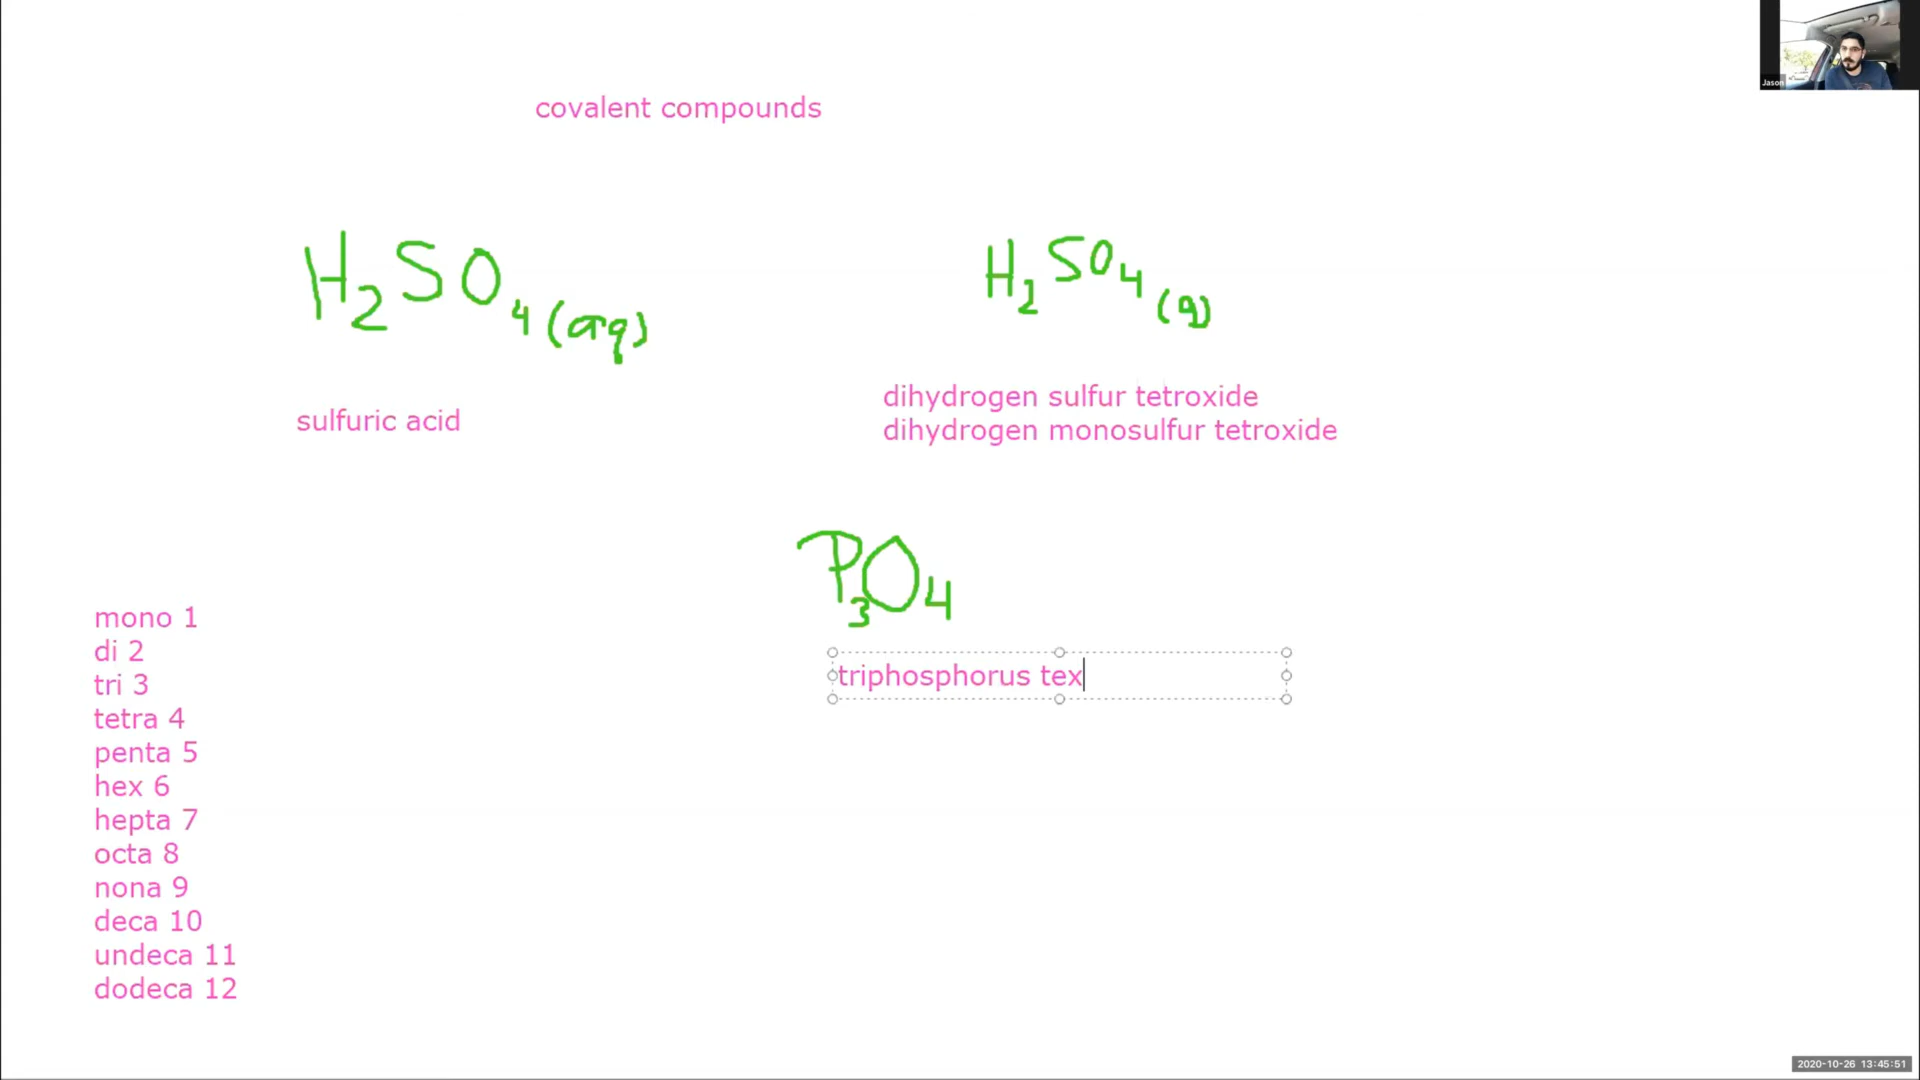 Jason
covalent compounds
H₂SO₄(aq)
H₂SO₄(g)
sulfuric acid
dihydrogen sulfur tetroxide
dihydrogen monosulfur tetroxide
P₃O₄
triphosphorus tex
mono 1
di 2
tri 3
tetra 4
penta 5
hex 6
hepta 7
octa 8
nona 9
deca 10
undeca 11
dodeca 12
2020-10-26 13:45:51